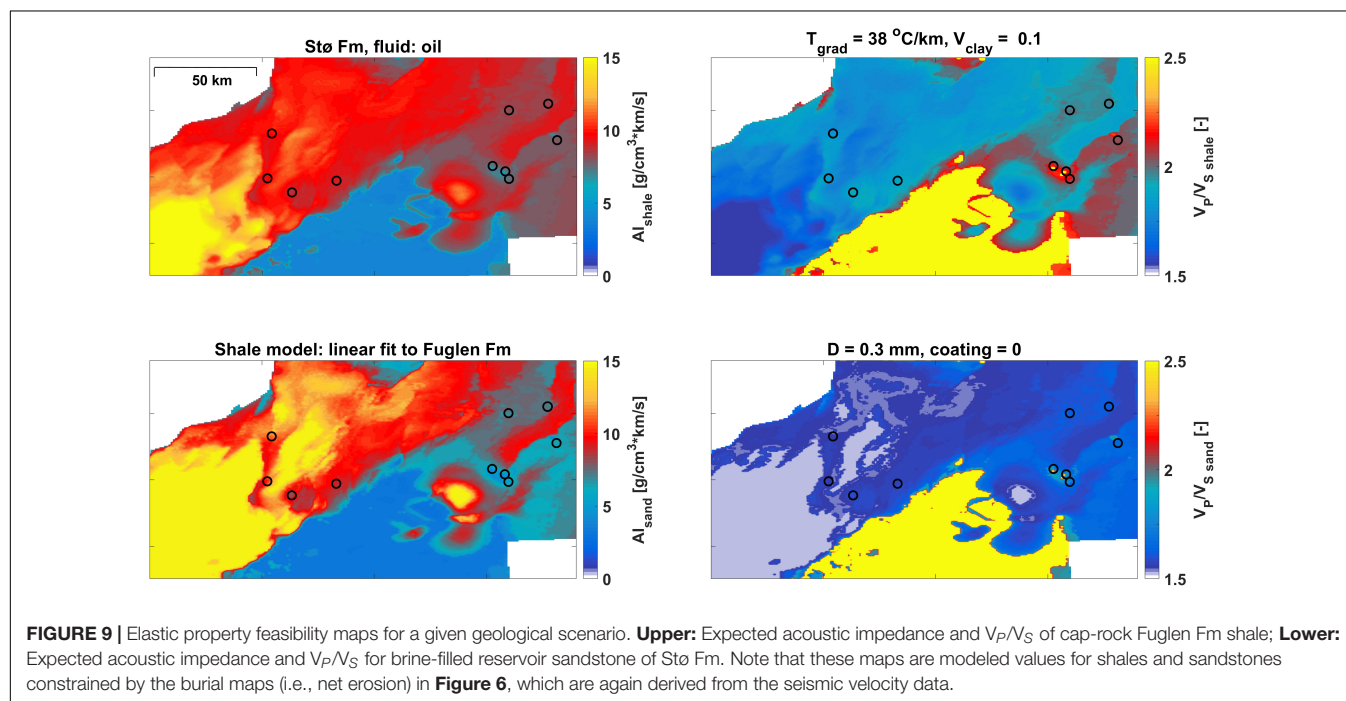 Stø Fm, fluid: oil
50 km
15
10
5
0
AI_shale [g/cm³*km/s]
T_grad = 38 °C/km, V_clay = 0.1
2.5
2
1.5
V_P/V_S shale [-]
Shale model: linear fit to Fuglen Fm
15
10
5
0
AI_sand [g/cm³*km/s]
D = 0.3 mm, coating = 0
2.5
2
1.5
V_P/V_S sand [-]
FIGURE 9 | Elastic property feasibility maps for a given geological scenario. Upper: Expected acoustic impedance and V_P/V_S of cap-rock Fuglen Fm shale; Lower:
Expected acoustic impedance and V_P/V_S for brine-filled reservoir sandstone of Stø Fm. Note that these maps are modeled values for shales and sandstones
constrained by the burial maps (i.e., net erosion) in Figure 6, which are again derived from the seismic velocity data.